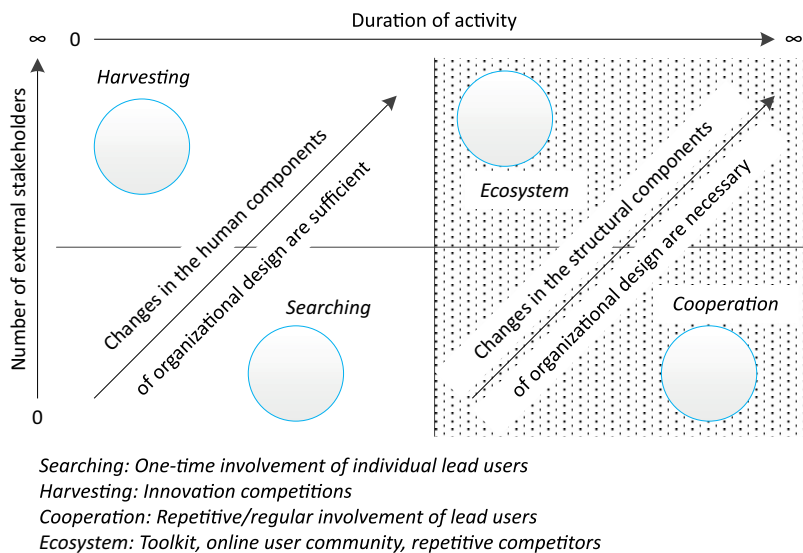 Duration of activity
∞ 0 ∞
Harvesting
Ecosystem
Number of external stakeholders
Changes in the human components
of organizational design are sufficient
Changes in the structural components
of organizational design are necessary
Searching
Cooperation
0
Searching: One-time involvement of individual lead users
Harvesting: Innovation competitions
Cooperation: Repetitive/regular involvement of lead users
Ecosystem: Toolkit, online user community, repetitive competitors